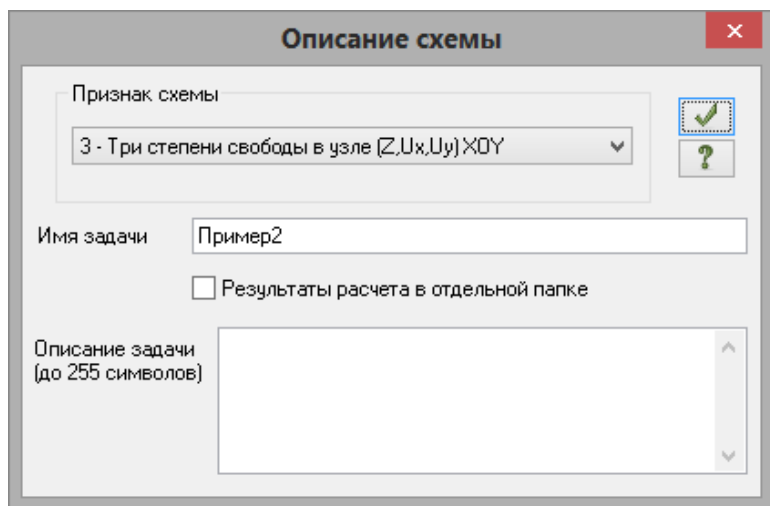 Описание схемы
Признак схемы
3 - Три степени свободы в узле (Z,Ux,Uy) X0Y
Имя задачи
Пример2
Результаты расчета в отдельной папке
Описание задачи
(до 255 символов)